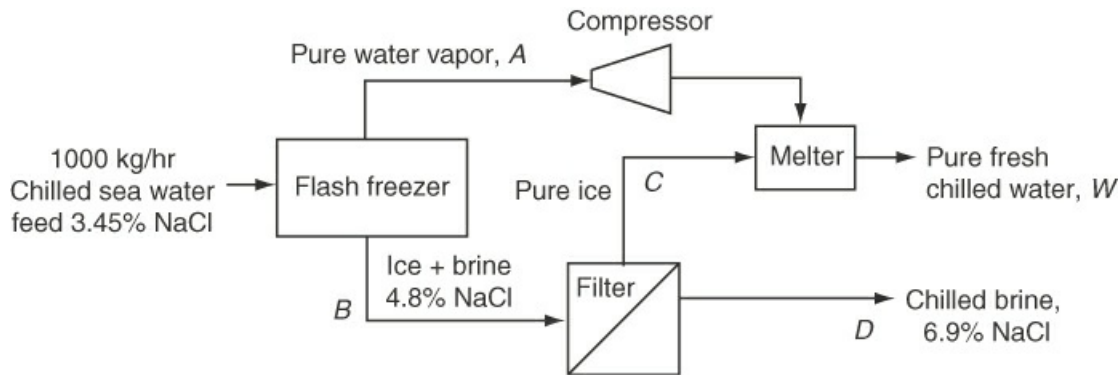 Compressor
Pure water vapor, A
1000 kg/hr
Chilled sea water
feed 3.45% NaCl
Flash freezer
Melter
Pure fresh
chilled water, W
Pure ice
C
Ice + brine
4.8% NaCl
B
Filter
Chilled brine,
6.9% NaCl
D